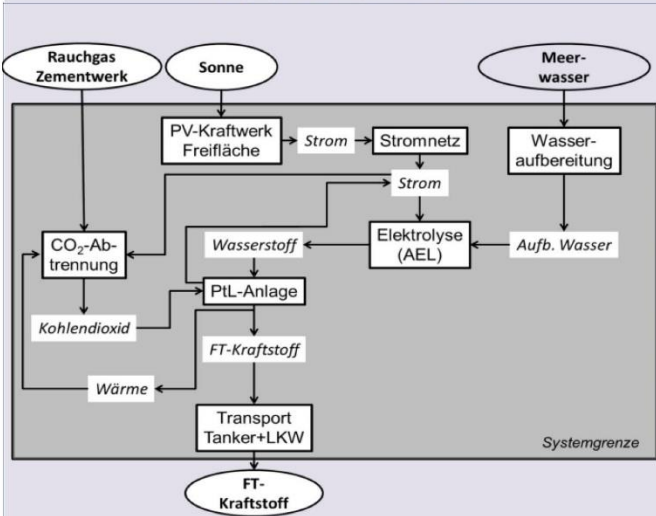 Rauchgas
Zementwerk
Sonne
Meer-
wasser
PV-Kraftwerk
Freifläche
Strom
Stromnetz
Wasser-
aufbereitung
Strom
CO₂-Ab-
trennung
Wasserstoff
Elektrolyse
(AEL)
Aufb. Wasser
PtL-Anlage
Kohlendioxid
FT-Kraftstoff
Wärme
Transport
Tanker+LKW
Systemgrenze
FT-
Kraftstoff